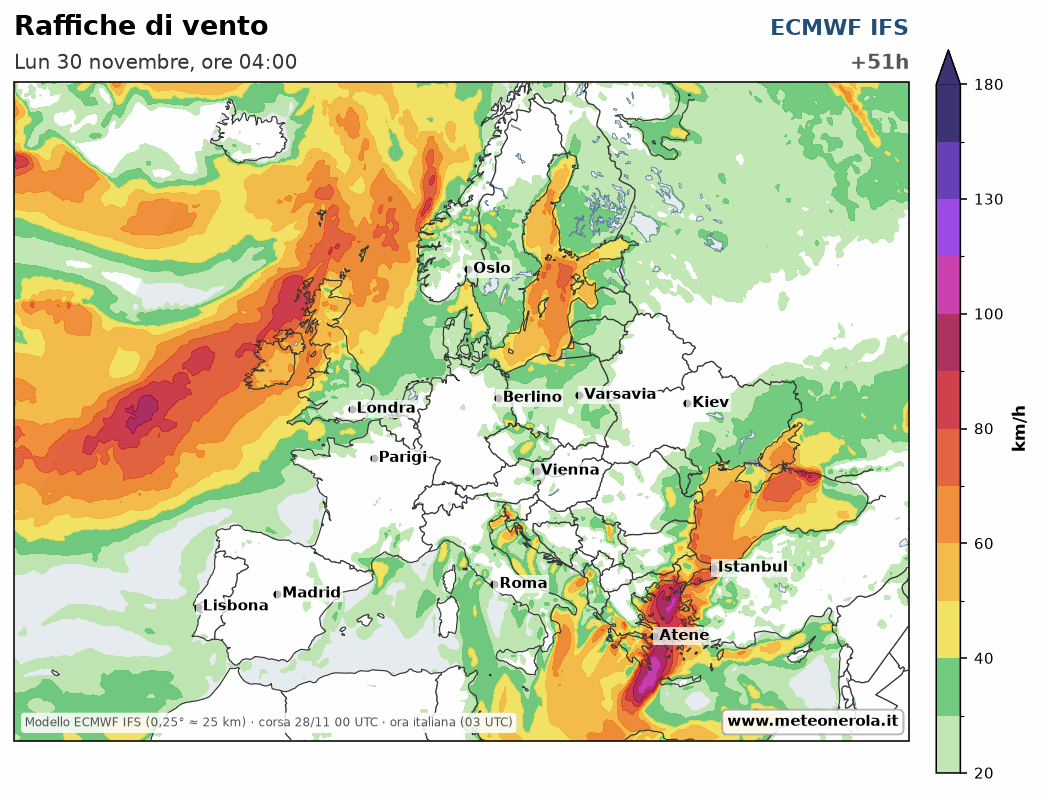 Raffiche di vento
ECMWF IFS
Lun 30 novembre, ore 04:00
+51h
180
130
100
80
60
40
20
km/h
Oslo
Londra
Berlino
Varsavia
Kiev
Parigi
Vienna
Istanbul
Roma
Madrid
Lisbona
Atene
Modello ECMWF IFS (0,25° ≈ 25 km) · corsa 28/11 00 UTC · ora italiana (03 UTC)
www.meteonerola.it